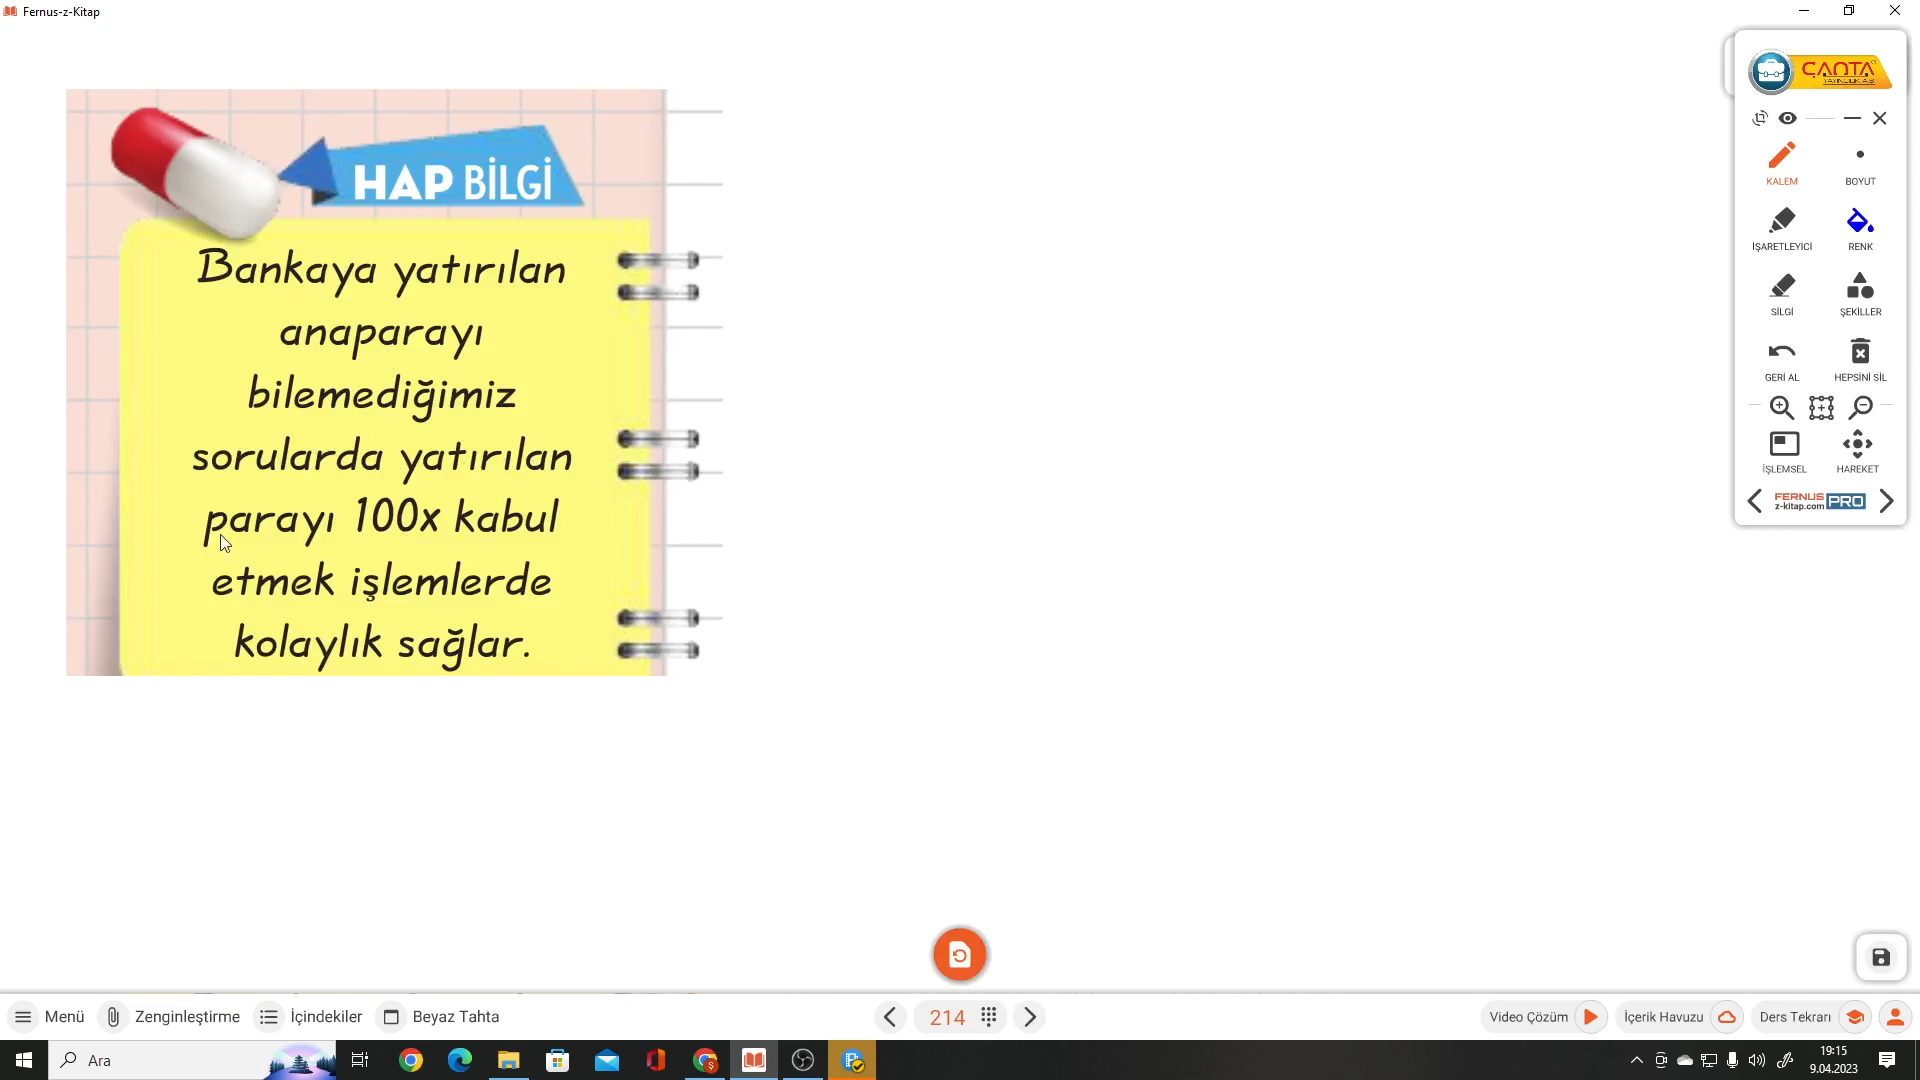 Fernus-z-Kitap
HAP BİLGİ
Bankaya yatırılan
anaparayı
bilemediğimiz
sorularda yatırılan
parayı 100x kabul
etmek işlemlerde
kolaylık sağlar.
ÇANTA
YAYINCILIK A.Ş.
KALEM
BOYUT
İŞARETLEYİCİ
RENK
SİLGİ
ŞEKİLLER
GERİ AL
HEPSİNİ SİL
İŞLEMSEL
HAREKET
FERNUS
z-kitap.com
PRO
Menü
Zenginleştirme
İçindekiler
Beyaz Tahta
214
Video Çözüm
İçerik Havuzu
Ders Tekrarı
Ara
19:15
9.04.2023